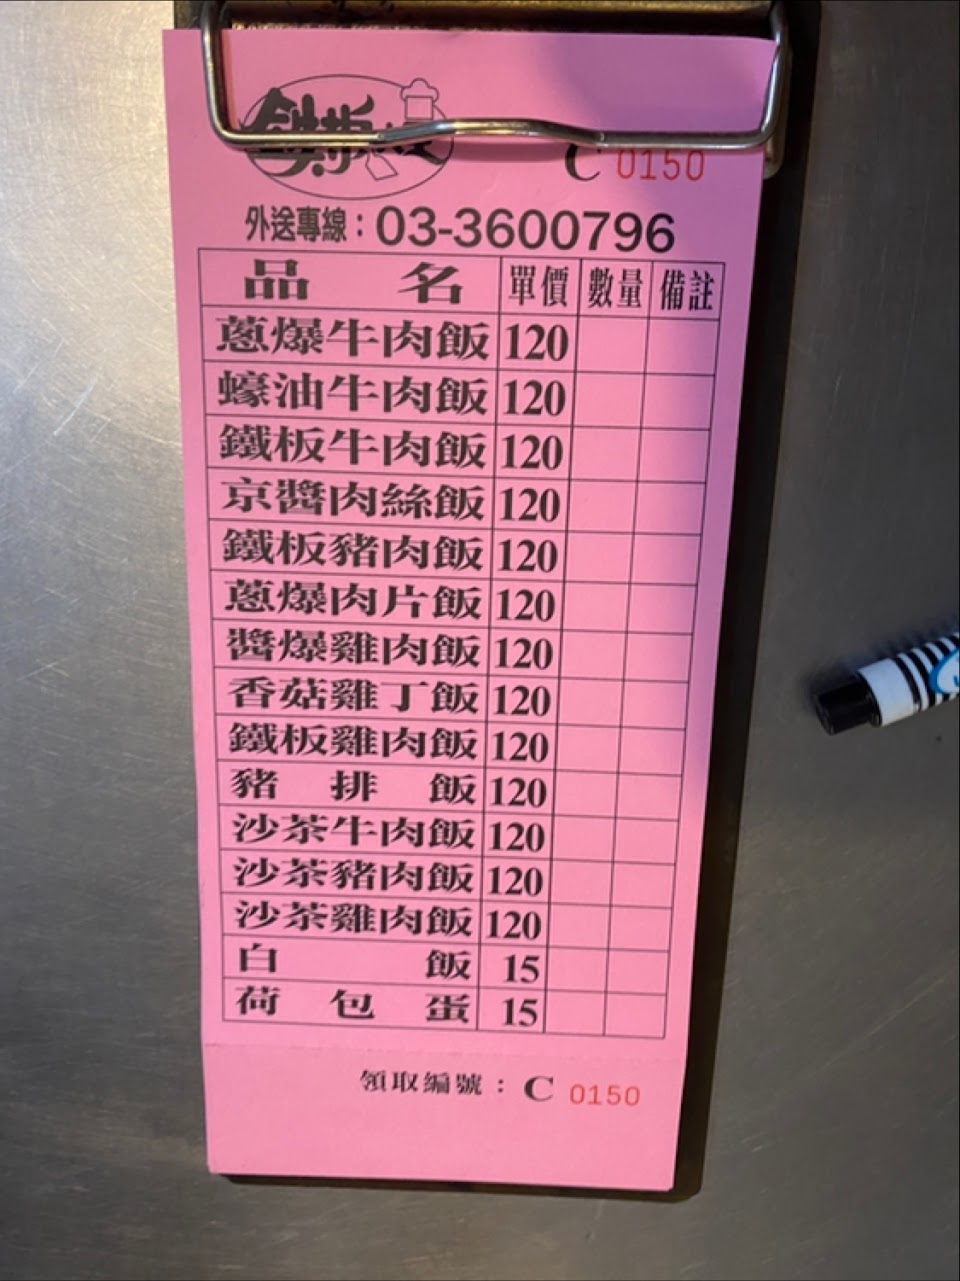 鐵板
C 0150
外送專線：03-3600796
品名 單價 數量 備註
蔥爆牛肉飯 120
蠔油牛肉飯 120
鐵板牛肉飯 120
京醬肉絲飯 120
鐵板豬肉飯 120
蔥爆肉片飯 120
醬爆雞肉飯 120
香菇雞丁飯 120
鐵板雞肉飯 120
豬排飯 120
沙茶牛肉飯 120
沙茶豬肉飯 120
沙茶雞肉飯 120
白飯 15
荷包蛋 15
領取編號：C 0150